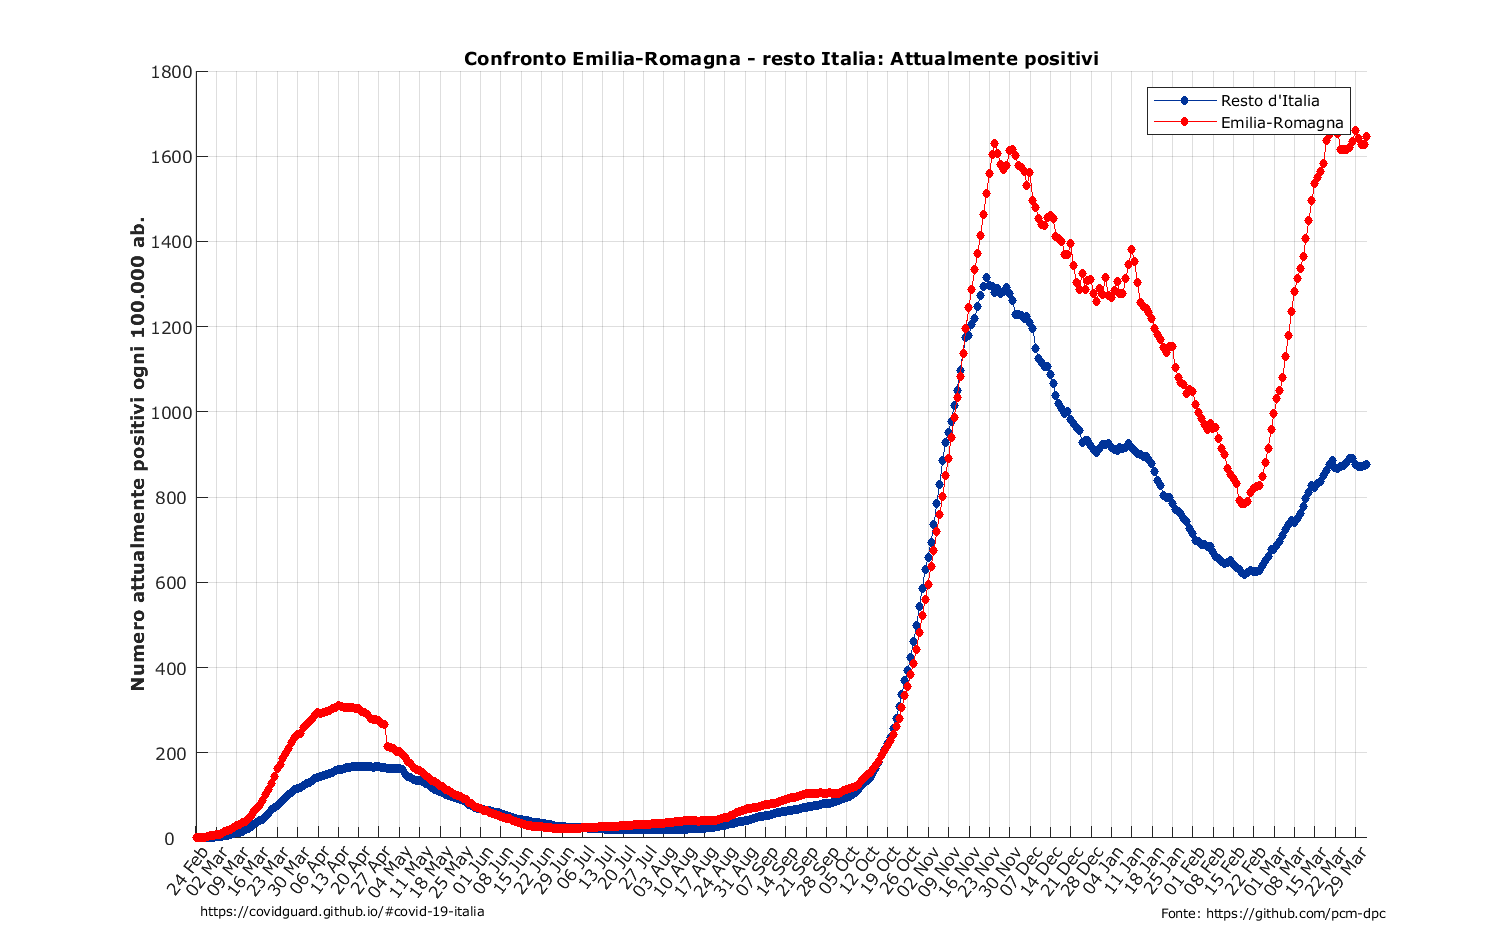 Confronto Emilia-Romagna - resto Italia: Attualmente positivi
Resto d'Italia
Emilia-Romagna
Numero attualmente positivi ogni 100.000 ab.
1800
1600
1400
1200
1000
800
600
400
200
0
24 Feb
02 Mar
09 Mar
16 Mar
23 Mar
30 Mar
06 Apr
13 Apr
20 Apr
27 Apr
04 May
11 May
18 May
25 May
01 Jun
08 Jun
15 Jun
22 Jun
29 Jun
06 Jul
13 Jul
20 Jul
27 Jul
03 Aug
10 Aug
17 Aug
24 Aug
31 Aug
07 Sep
14 Sep
21 Sep
28 Sep
05 Oct
12 Oct
19 Oct
26 Oct
02 Nov
09 Nov
16 Nov
23 Nov
30 Nov
07 Dec
14 Dec
21 Dec
28 Dec
04 Jan
11 Jan
18 Jan
25 Jan
01 Feb
08 Feb
15 Feb
22 Feb
01 Mar
08 Mar
15 Mar
22 Mar
29 Mar
https://covidguard.github.io/#covid-19-italia
Fonte: https://github.com/pcm-dpc